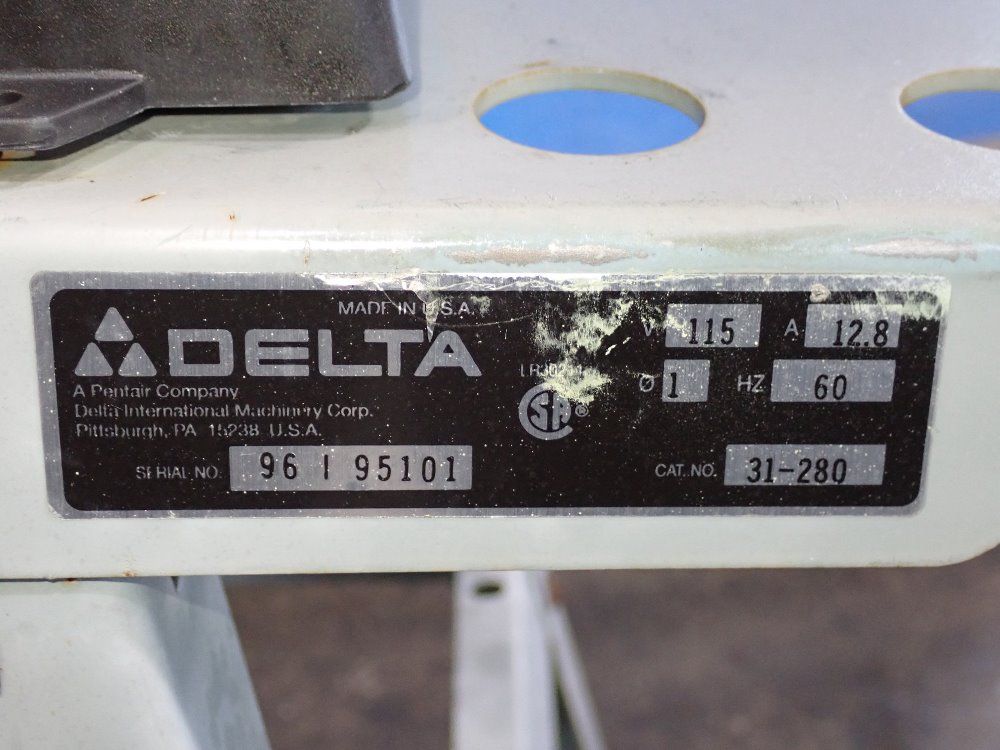 MADE IN U.S.A.
DELTA
A Pentair Company
Delta International Machinery Corp.
Pittsburgh, PA 15238 U.S.A.
SERIAL NO. 96 I 95101
V 115 A 12.8
Ø 1 HZ 60
SA ®
CAT. NO. 31-280